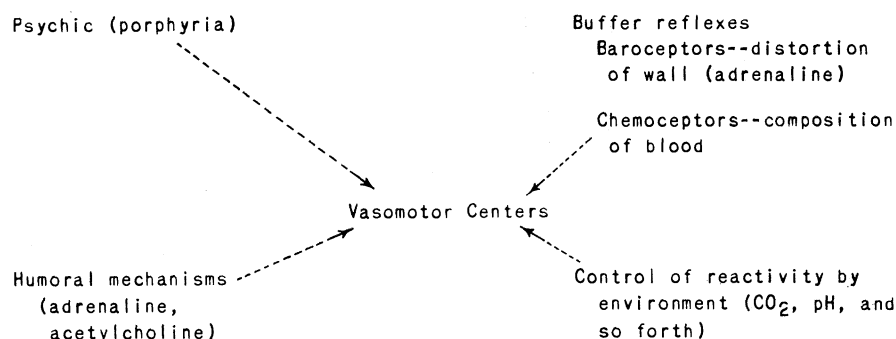 Psychic (porphyria)
Buffer reflexes
Baroceptors--distortion
of wall (adrenaline)
Chemoceptors--composition
of blood
Vasomotor Centers
Humoral mechanisms
(adrenaline,
acetylcholine)
Control of reactivity by
environment (CO₂, pH, and
so forth)